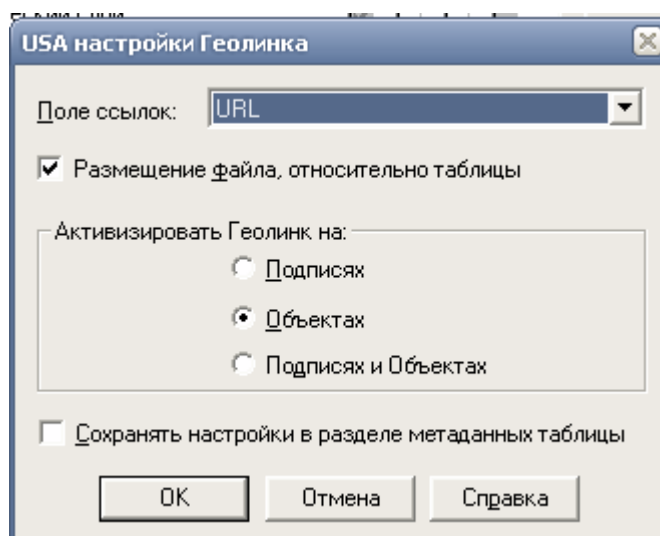 USA настройки Геолинка
Поле ссылок: URL
Размещение файла, относительно таблицы
Активизировать Геолинк на:
Подписях
Объектах
Подписях и Объектах
Сохранять настройки в разделе метаданных таблицы
OK Отмена Справка